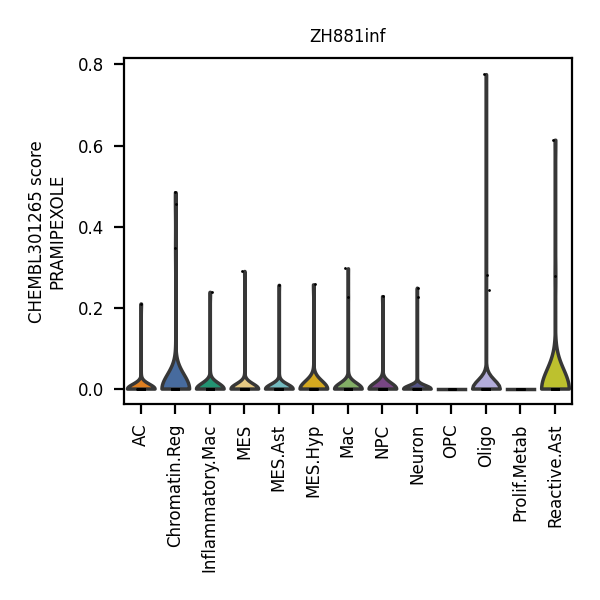 ZH881inf
CHEMBL301265 score
PRAMIPEXOLE
0.8
0.6
0.4
0.2
0.0
AC
Chromatin.Reg
Inflammatory.Mac
MES
MES.Ast
MES.Hyp
Mac
NPC
Neuron
OPC
Oligo
Prolif.Metab
Reactive.Ast